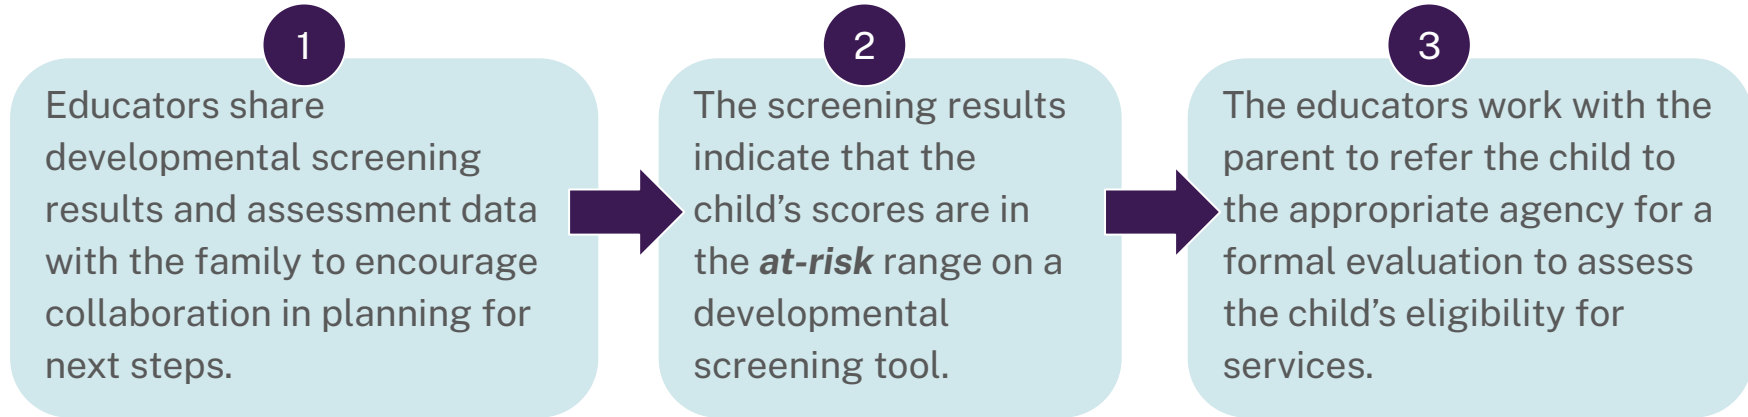 1
Educators share
developmental screening
results and assessment data
with the family to encourage
collaboration in planning for
next steps.
2
The screening results
indicate that the
child’s scores are in
the at-risk range on a
developmental
screening tool.
3
The educators work with the
parent to refer the child to
the appropriate agency for a
formal evaluation to assess
the child’s eligibility for
services.